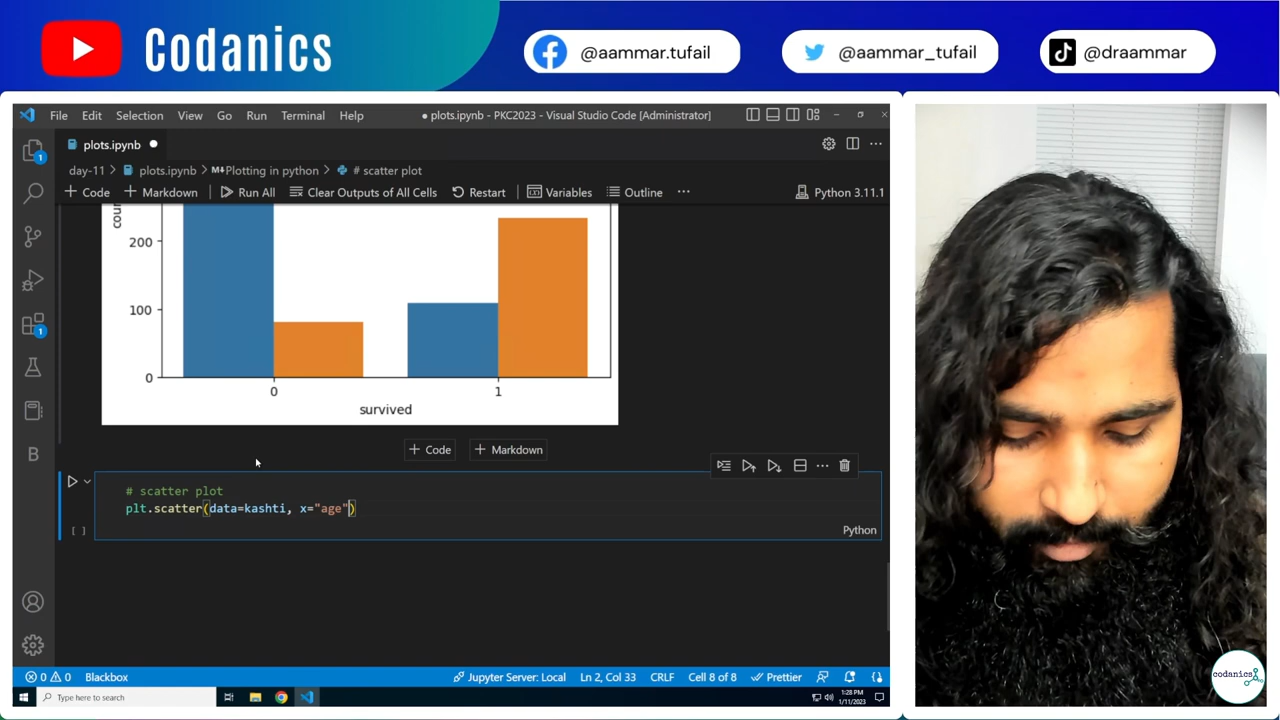 Codanics
@aammar.tufail
@aammar_tufail
@draammar
File Edit Selection View Go Run Terminal Help
● plots.ipynb - PKC2023 - Visual Studio Code [Administrator]
plots.ipynb
day-11 > plots.ipynb > M↓Plotting in python > # scatter plot
+ Code + Markdown Run All Clear Outputs of All Cells Restart Variables Outline ... Python 3.11.1
200
100
0
0 1
survived
+ Code + Markdown
# scatter plot
plt.scatter(data=kashti, x="age")
[ ]
Python
1
1
B
0 0 Blackbox Jupyter Server: Local Ln 2, Col 33 CRLF Cell 8 of 8 Prettier
Type here to search
1:28 PM
1/11/2023
codanics